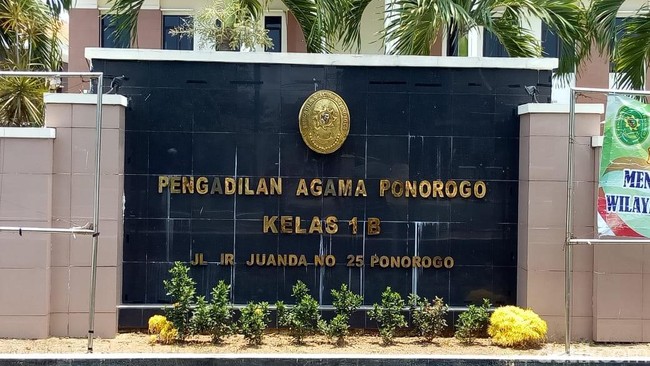 PENGADILAN AGAMA PONOROGO
KELAS 1 B
JL IR JUANDA NO 25 PONOROGO
MEN
WILAY